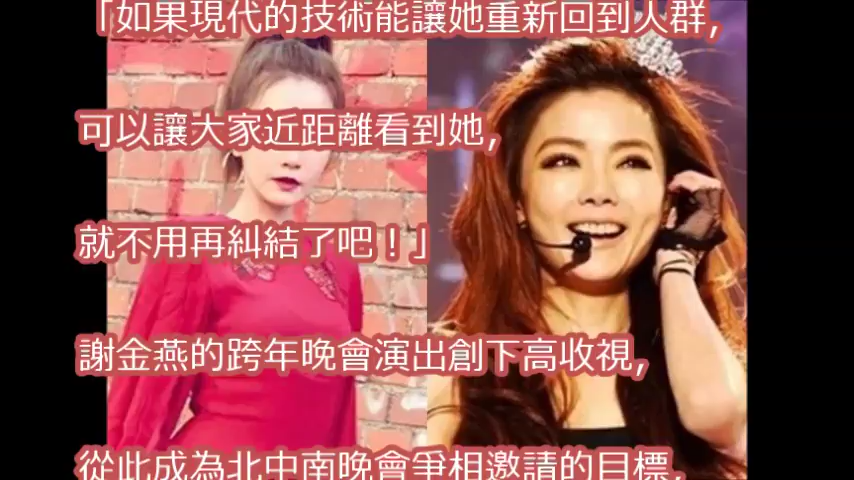 「如果現代的技術能讓她重新回到人群，
可以讓大家近距離看到她，
就不用再糾結了吧！」
謝金燕的跨年晚會演出創下高收視，
從此成為北中南晚會爭相邀請的目標，